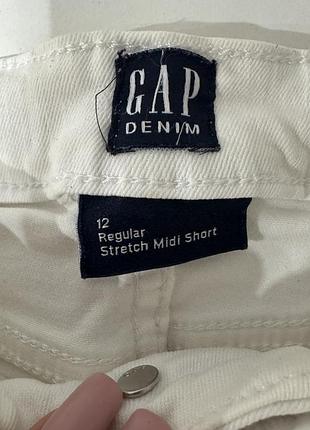 GAP
DENIM
12
Regular
Stretch Midi Short